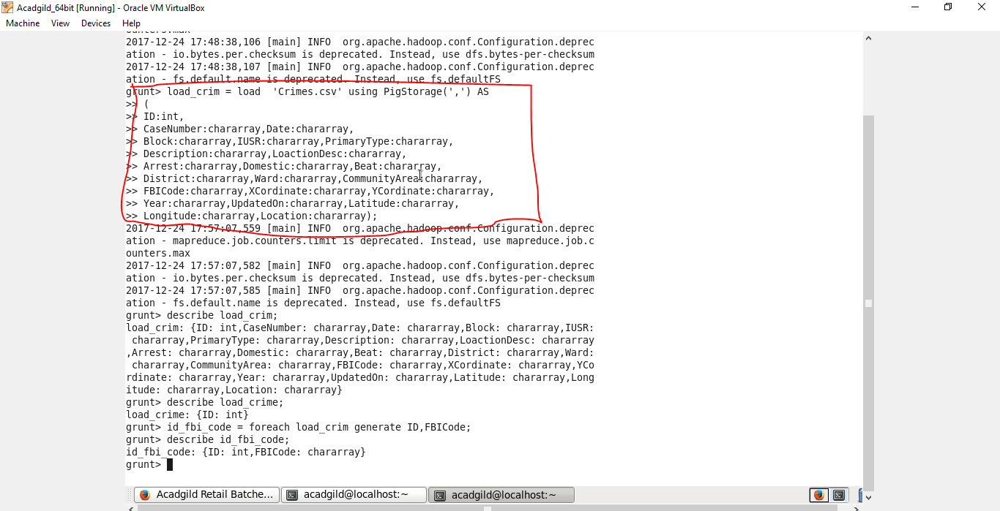 Acadgild_64bit [Running] - Oracle VM VirtualBox
Machine View Devices Help
ounters.max
2017-12-24 17:48:38,106 [main] INFO  org.apache.hadoop.conf.Configuration.deprec
ation - io.bytes.per.checksum is deprecated. Instead, use dfs.bytes-per-checksum
2017-12-24 17:48:38,107 [main] INFO  org.apache.hadoop.conf.Configuration.deprec
ation - fs.default.name is deprecated. Instead, use fs.defaultFS
grunt> load_crim = load  'Crimes.csv' using PigStorage(',') AS
>> (
>> ID:int,
>> CaseNumber:chararray,Date:chararray,
>> Block:chararray,IUSR:chararray,PrimaryType:chararray,
>> Description:chararray,LoactionDesc:chararray,
>> Arrest:chararray,Domestic:chararray,Beat:chararray,
>> District:chararray,Ward:chararray,CommunityArea:chararray,
>> FBICode:chararray,XCordinate:chararray,YCordinate:chararray,
>> Year:chararray,UpdatedOn:chararray,Latitude:chararray,
>> Longitude:chararray,Location:chararray);
2017-12-24 17:57:07,559 [main] INFO  org.apache.hadoop.conf.Configuration.deprec
ation - mapreduce.job.counters.limit is deprecated. Instead, use mapreduce.job.c
ounters.max
2017-12-24 17:57:07,582 [main] INFO  org.apache.hadoop.conf.Configuration.deprec
ation - io.bytes.per.checksum is deprecated. Instead, use dfs.bytes-per-checksum
2017-12-24 17:57:07,585 [main] INFO  org.apache.hadoop.conf.Configuration.deprec
ation - fs.default.name is deprecated. Instead, use fs.defaultFS
grunt> describe load_crim;
load_crim: {ID: int,CaseNumber: chararray,Date: chararray,Block: chararray,IUSR:
 chararray,PrimaryType: chararray,Description: chararray,LoactionDesc: chararray
,Arrest: chararray,Domestic: chararray,Beat: chararray,District: chararray,Ward:
 chararray,CommunityArea: chararray,FBICode: chararray,XCordinate: chararray,YCo
rdinate: chararray,Year: chararray,UpdatedOn: chararray,Latitude: chararray,Long
itude: chararray,Location: chararray}
grunt> describe load_crime;
load_crime: {ID: int}
grunt> id_fbi_code = foreach load_crim generate ID,FBICode;
grunt> describe id_fbi_code;
id_fbi_code: {ID: int,FBICode: chararray}
grunt>
Acadgild Retail Batche... acadgild@localhost:~ acadgild@localhost:~